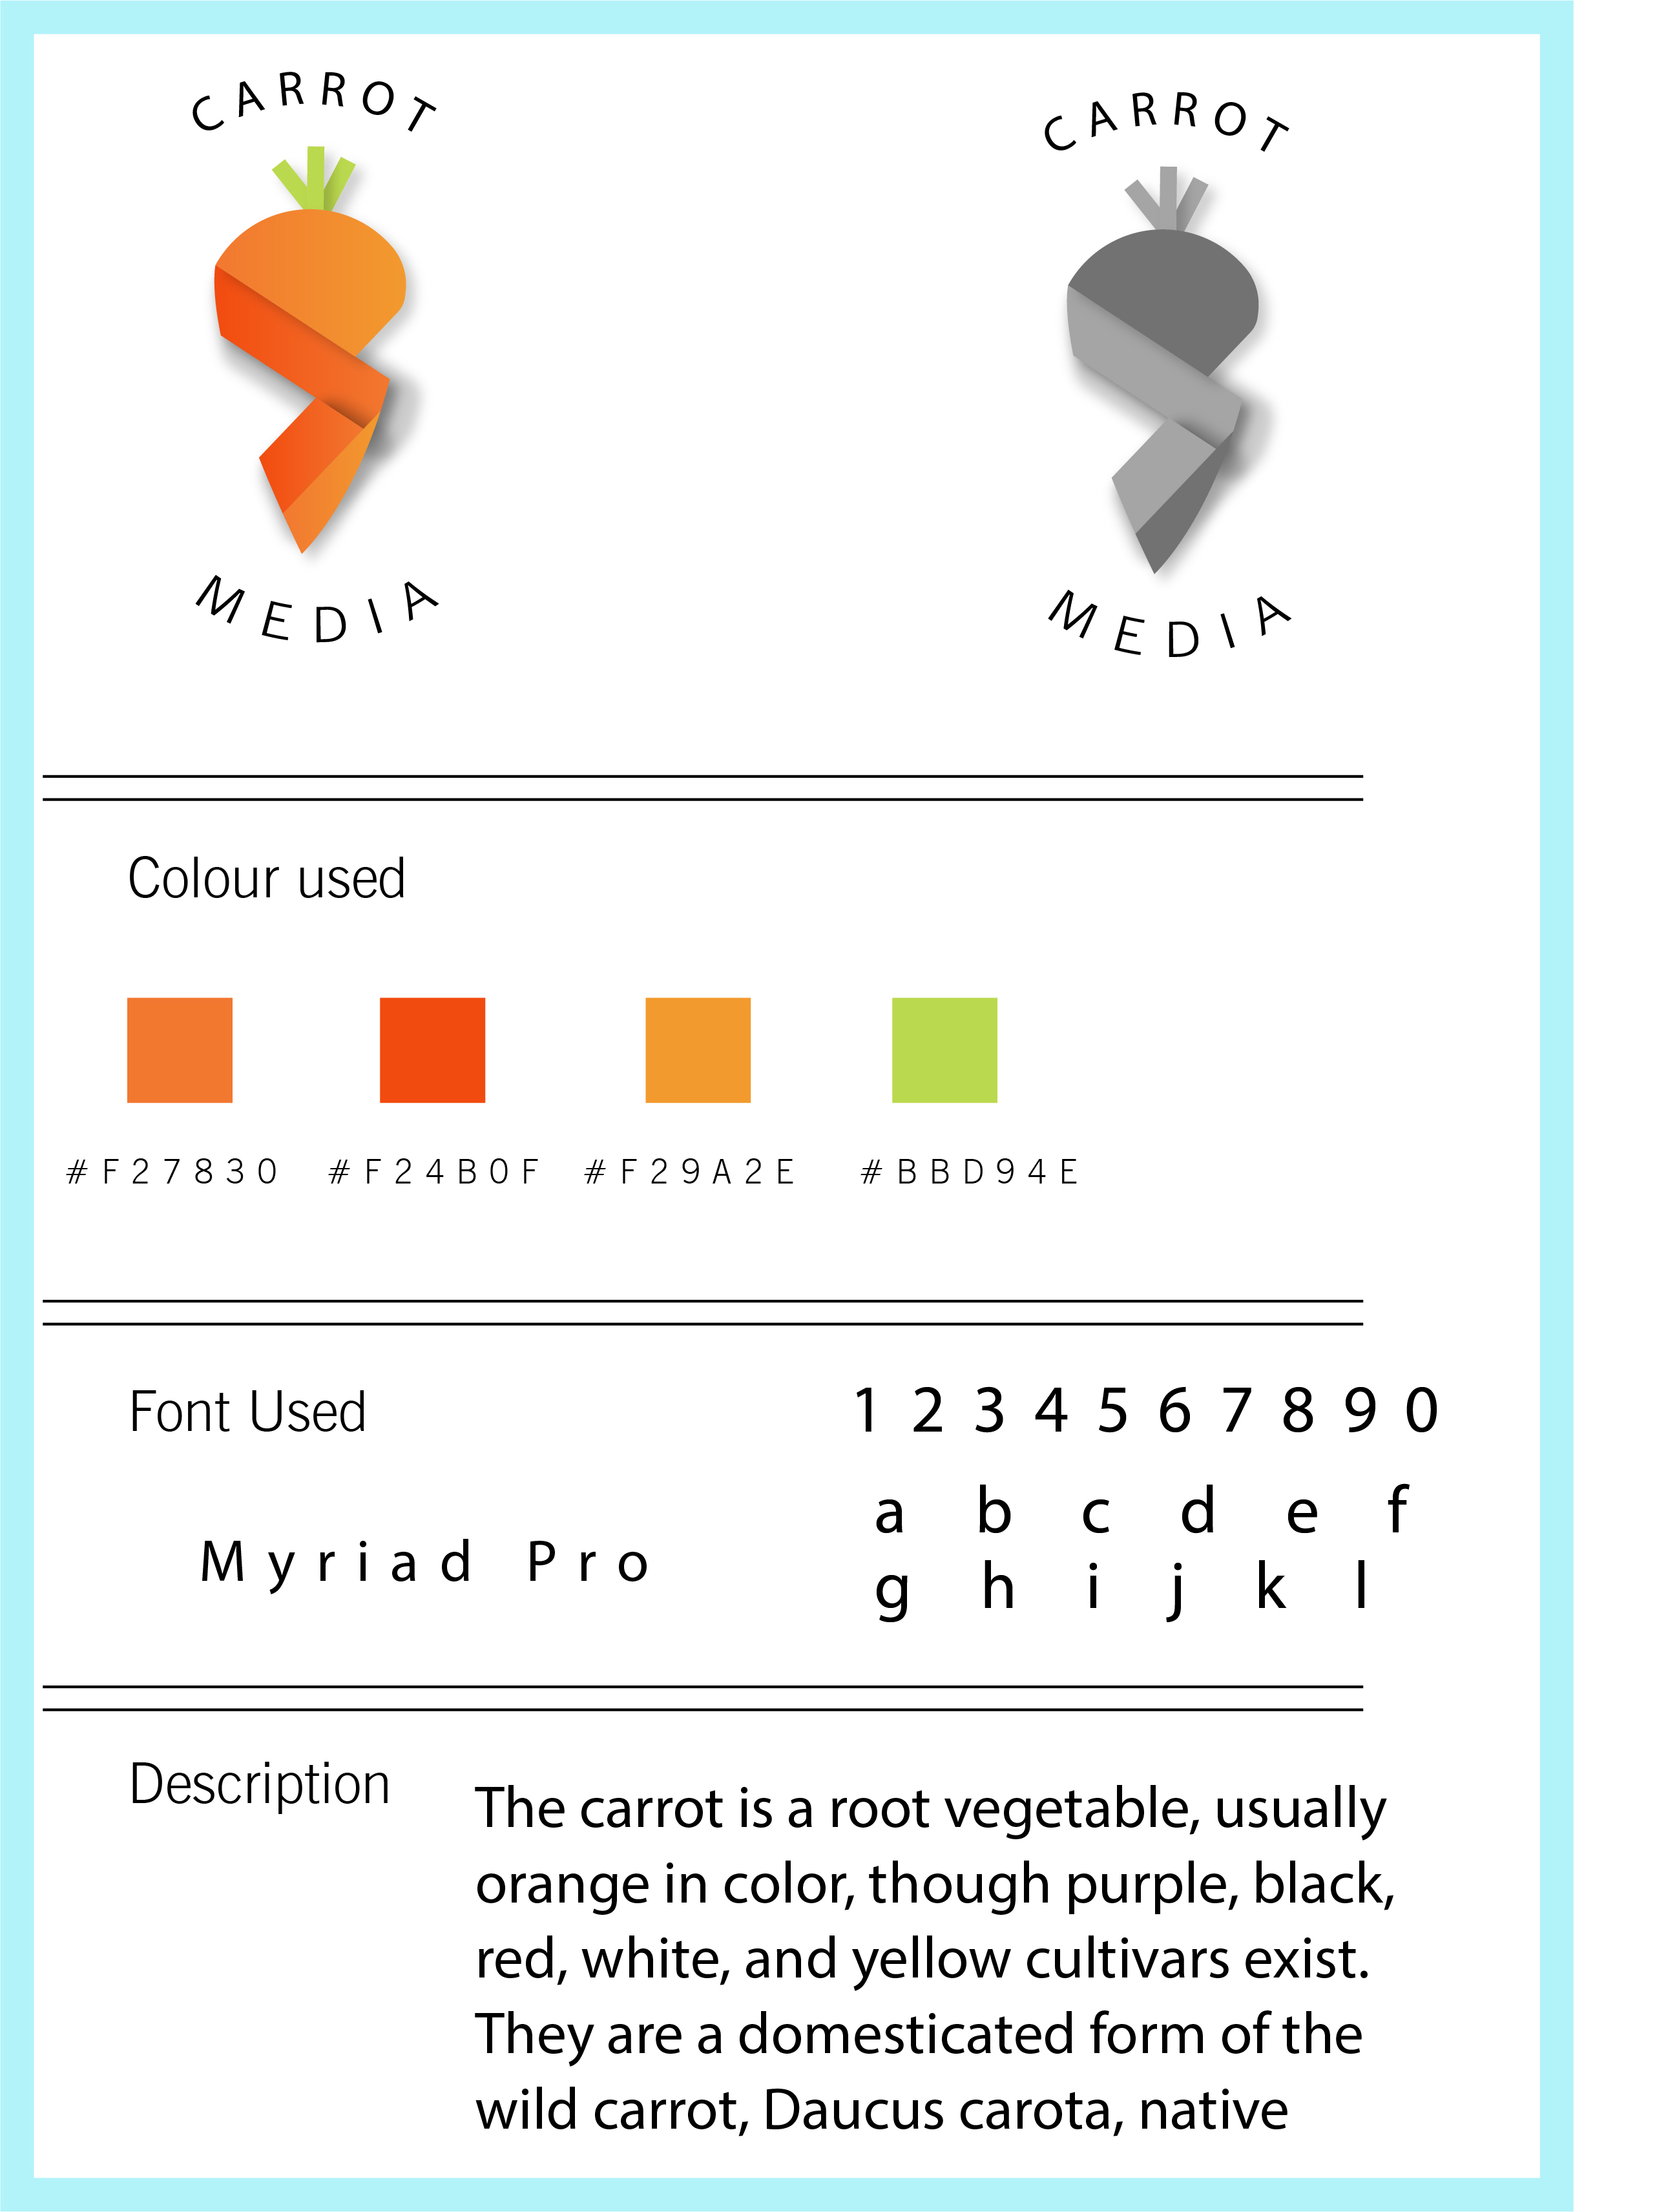 CARROT
CARROT
MEDIA
MEDIA
Colour used
#F27830 #F24B0F #F29A2E #BBD94E
Font Used
1 2 3 4 5 6 7 8 9 0
a b c d e f
Myriad Pro
g h i j k l
Description
The carrot is a root vegetable, usually
orange in color, though purple, black,
red, white, and yellow cultivars exist.
They are a domesticated form of the
wild carrot, Daucus carota, native